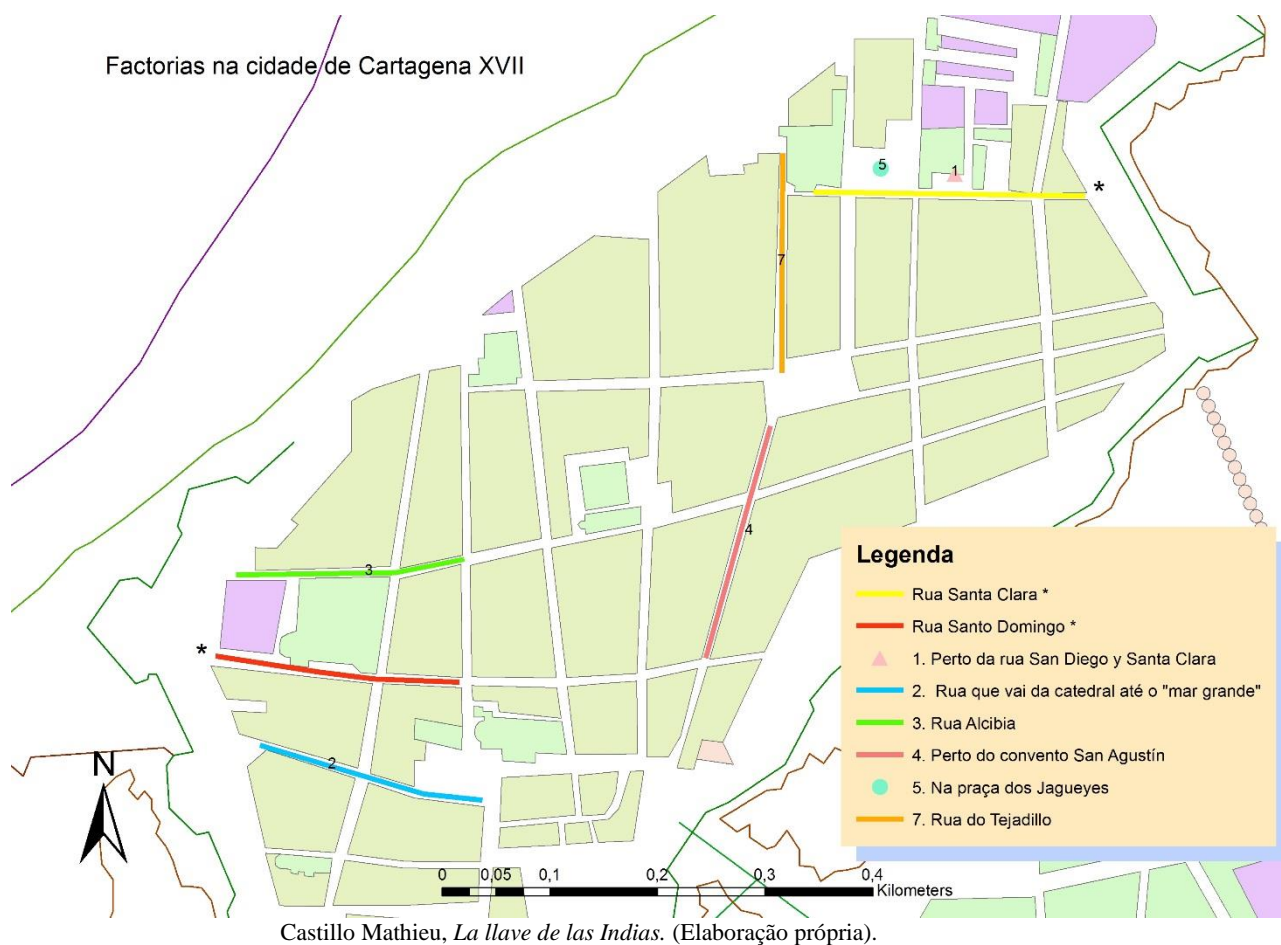 Factorias na cidade de Cartagena XVII
5
1
*
7
4
3
*
2
N
Legenda
Rua Santa Clara *
Rua Santo Domingo *
1. Perto da rua San Diego y Santa Clara
2. Rua que vai da catedral até o "mar grande"
3. Rua Alcibia
4. Perto do convento San Agustín
5. Na praça dos Jagueyes
7. Rua do Tejadillo
0 0,05 0,1 0,2 0,3 0,4
Kilometers
Castillo Mathieu, La llave de las Indias. (Elaboração própria).